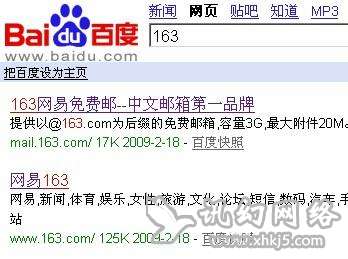 新闻 网页 贴吧 知道 MP3
Bai du 百度
www.baidu.com
163
把百度设为主页
163网易免费邮--中文邮箱第一品牌
提供以@163.com为后缀的免费邮箱,容量3G,最大附件20Ma
mail.163.com/ 17K 2009-2-18 - 百度快照
网易163
网易,新闻,体育,娱乐,女性,旅游,文化,论坛,短信,数码,汽车,手
站
www.163.com/ 125K 2009-2-18 - 百度快照
网络
www.xhkj5.com